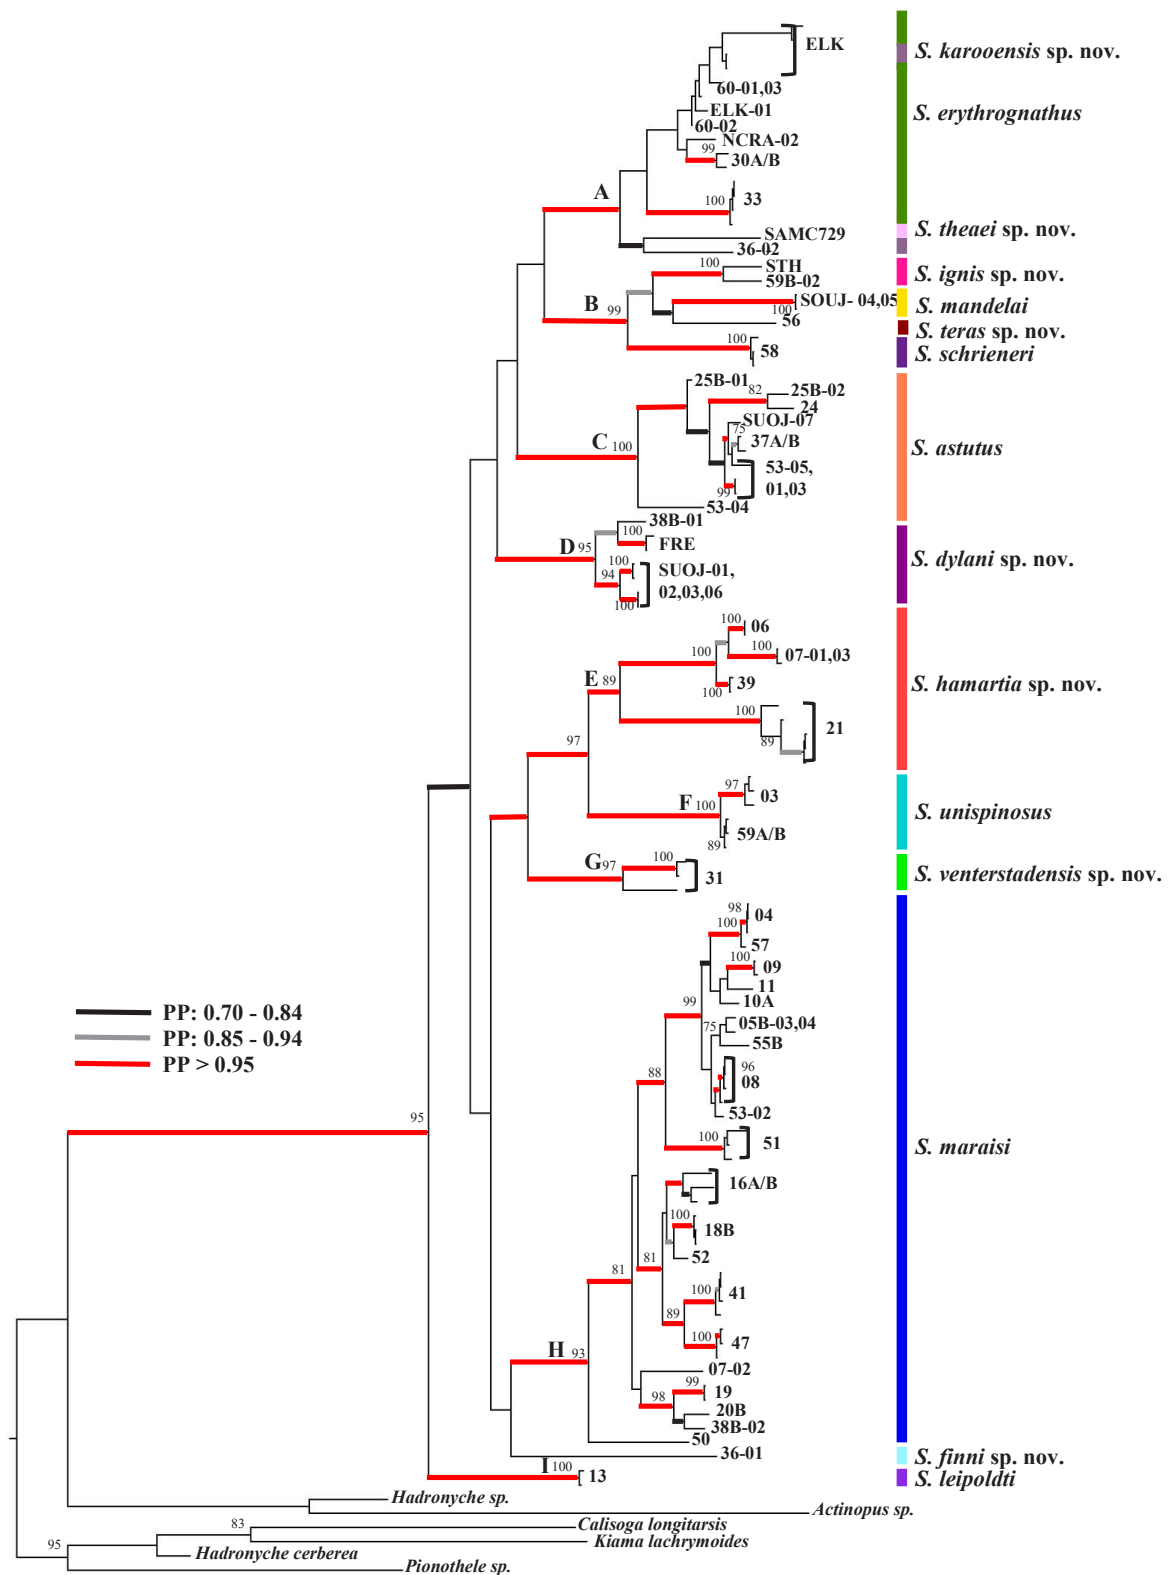 ELK
S. karooensis sp. nov.
60-01,03
ELK-01
S. erythrognathus
60-02
NCRA-02
99
30A/B
A
100
33
SAMC729
S. theaei sp. nov.
36-02
100
STH
S. ignis sp. nov.
59B-02
B
99
SOUJ- 04,05
100
S. mandelai
56
S. teras sp. nov.
58
100
S. schrieneri
25B-01
82
25B-02
24
SUOJ-07
75
37A/B
C 100
S. astutus
53-05,
01,03
99
53-04
38B-01
100
FRE
D 95
S. dylani sp. nov.
100
SUOJ-01,
02,03,06
94
100
100
06
100
07-01,03
100
E 89
39
100
S. hamartia sp. nov.
100
21
89
97
97
03
F 100
S. unispinosus
59A/B
89
G97
100
31
S. venterstadensis sp. nov.
98
04
100
57
100
09
11
10A
99
75
05B-03,04
55B
96
08
88
53-02
PP: 0.70 - 0.84
PP: 0.85 - 0.94
PP > 0.95
95
100
51
S. maraisi
16A/B
100
18B
52
81
81
100
41
89
100
47
H 93
07-02
99
19
98
20B
38B-02
50
36-01
S. finni sp. nov.
I 100
13
S. leipoldti
Hadronyche sp.
Actinopus sp.
83
Calisoga longitarsis
Kiama lachrymoides
95
Hadronyche cerberea
Pionothele sp.